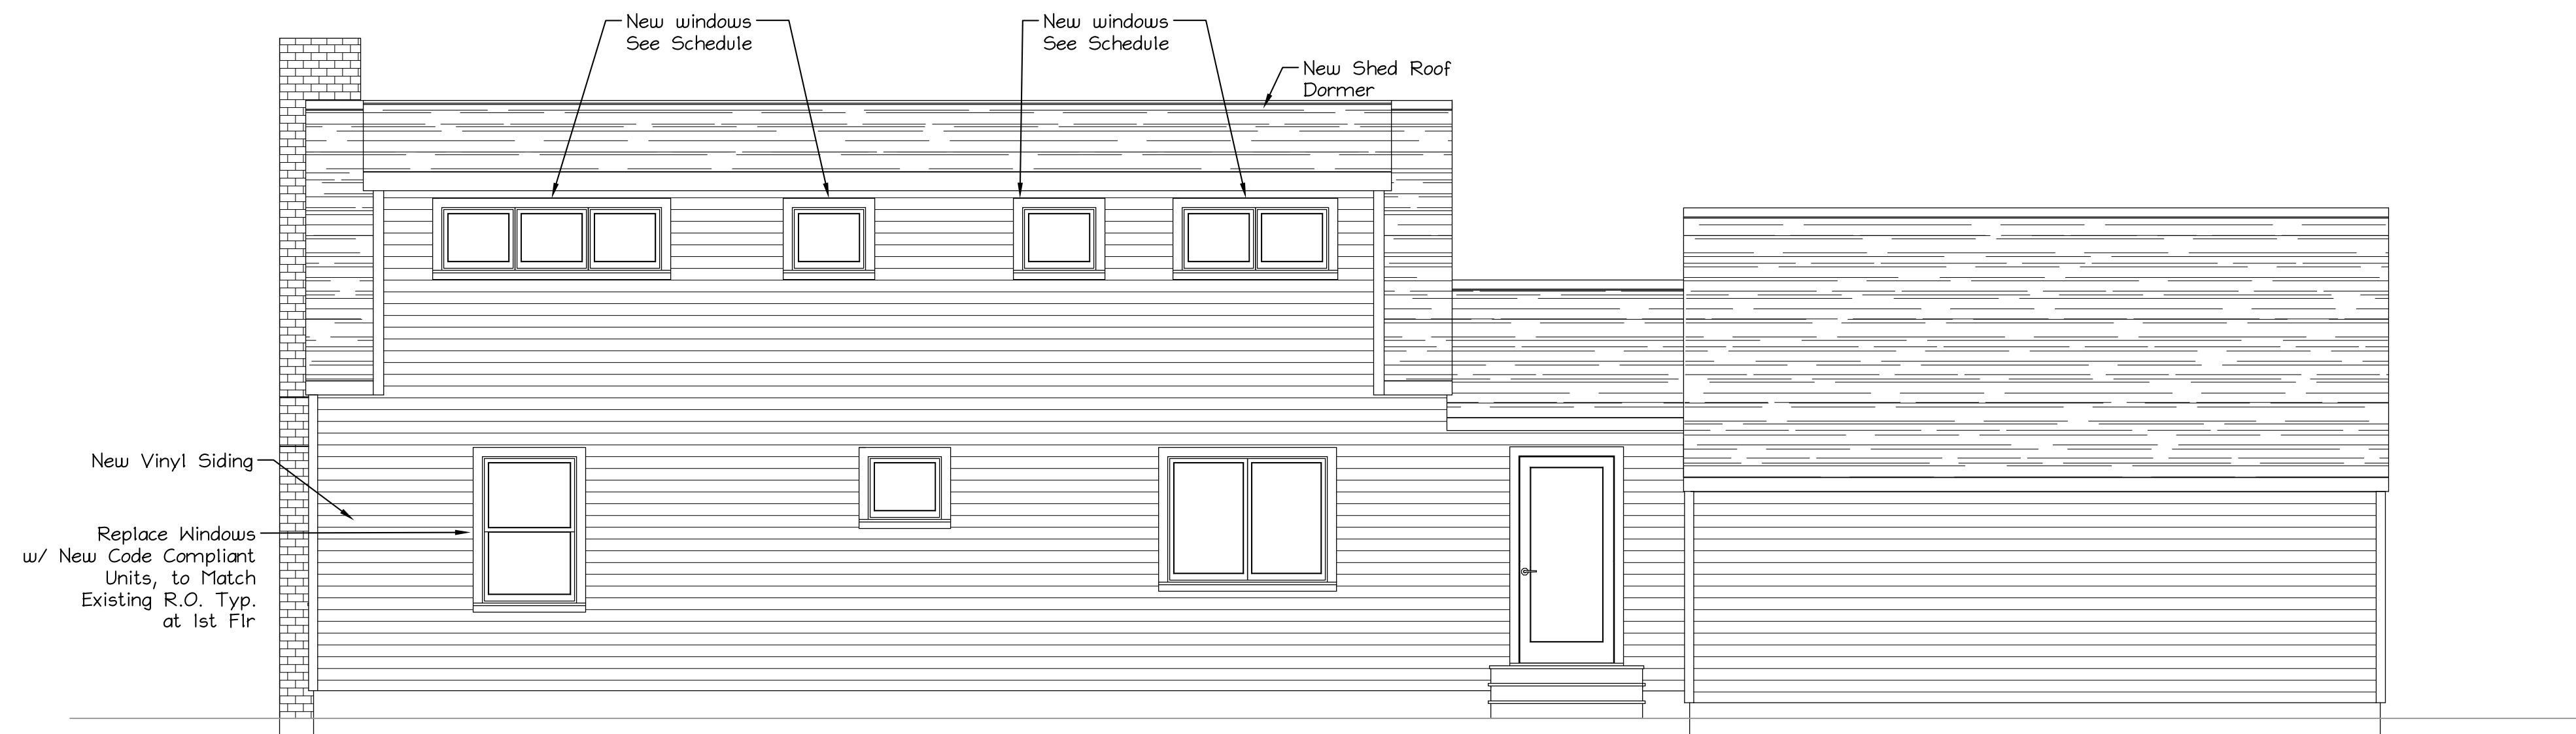 New windows
See Schedule
New windows
See Schedule
New Shed Roof
Dormer
New Vinyl Siding
Replace Windows
w/ New Code Compliant
Units, to Match
Existing R.O. Typ.
at 1st Flr